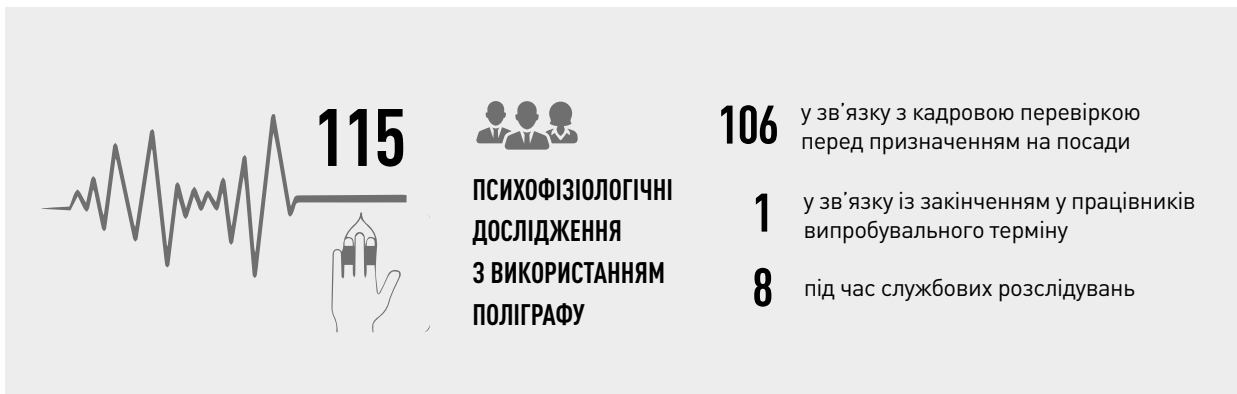 115
ПСИХОФІЗІОЛОГІЧНІ
ДОСЛІДЖЕННЯ
З ВИКОРИСТАННЯМ
ПОЛІГРАФУ
106
у зв’язку з кадровою перевіркою
перед призначенням на посади
1
у зв’язку із закінченням у працівників
випробувального терміну
8
під час службових розслідувань